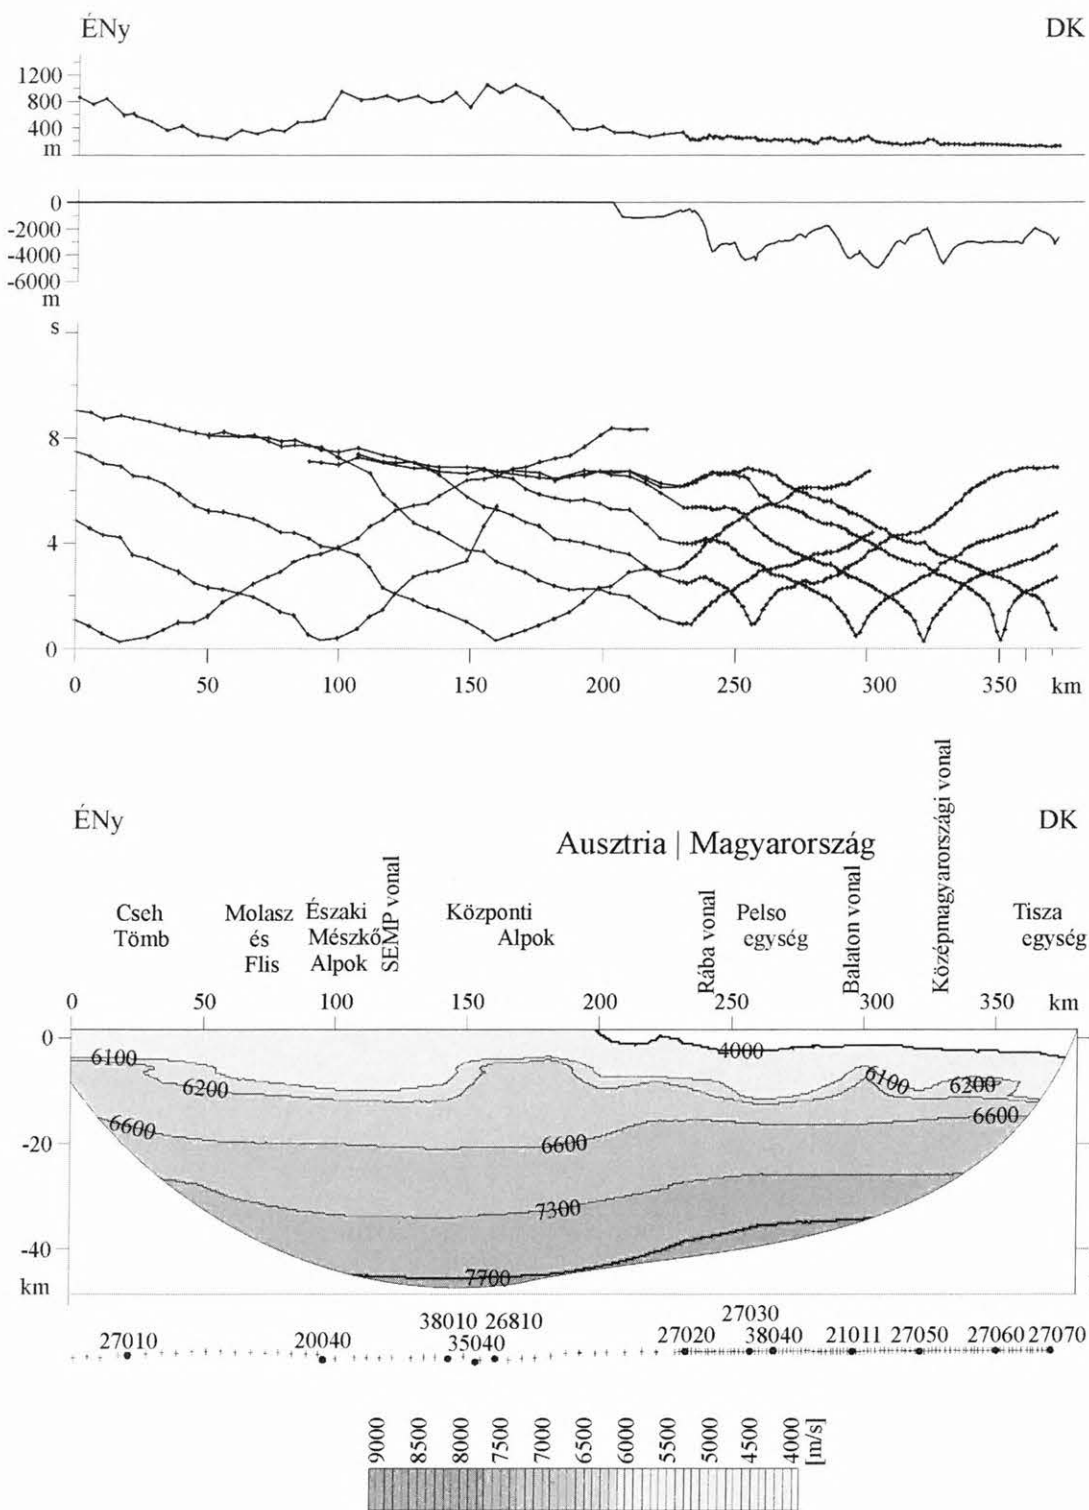 ÉNy DK
1200
800
400
m
0
-2000
-4000
-6000
m
s
8
4
0
0 50 100 150 200 250 300 350 km
ÉNy DK
Ausztria | Magyarország
Cseh
Tömb
Molasz
és
Flis
Északi
Mészkő
Alpok
SEMP vonal
Központi
Alpok
Rába vonal
Pelso
egység
Balaton vonal
Középmagyarországi vonal
Tisza
egység
0 50 100 150 200 250 300 350 km
0
-20
-40
km
6100 4000 6100 6200
6200
6600 6600 6600
7300
7700
38010 26810 27030
27010 20040 35040 27020 38040 21011 27050 27060 27070
9000 8500 8000 7500 7000 6500 6000 5500 5000 4500 4000 [m/s]